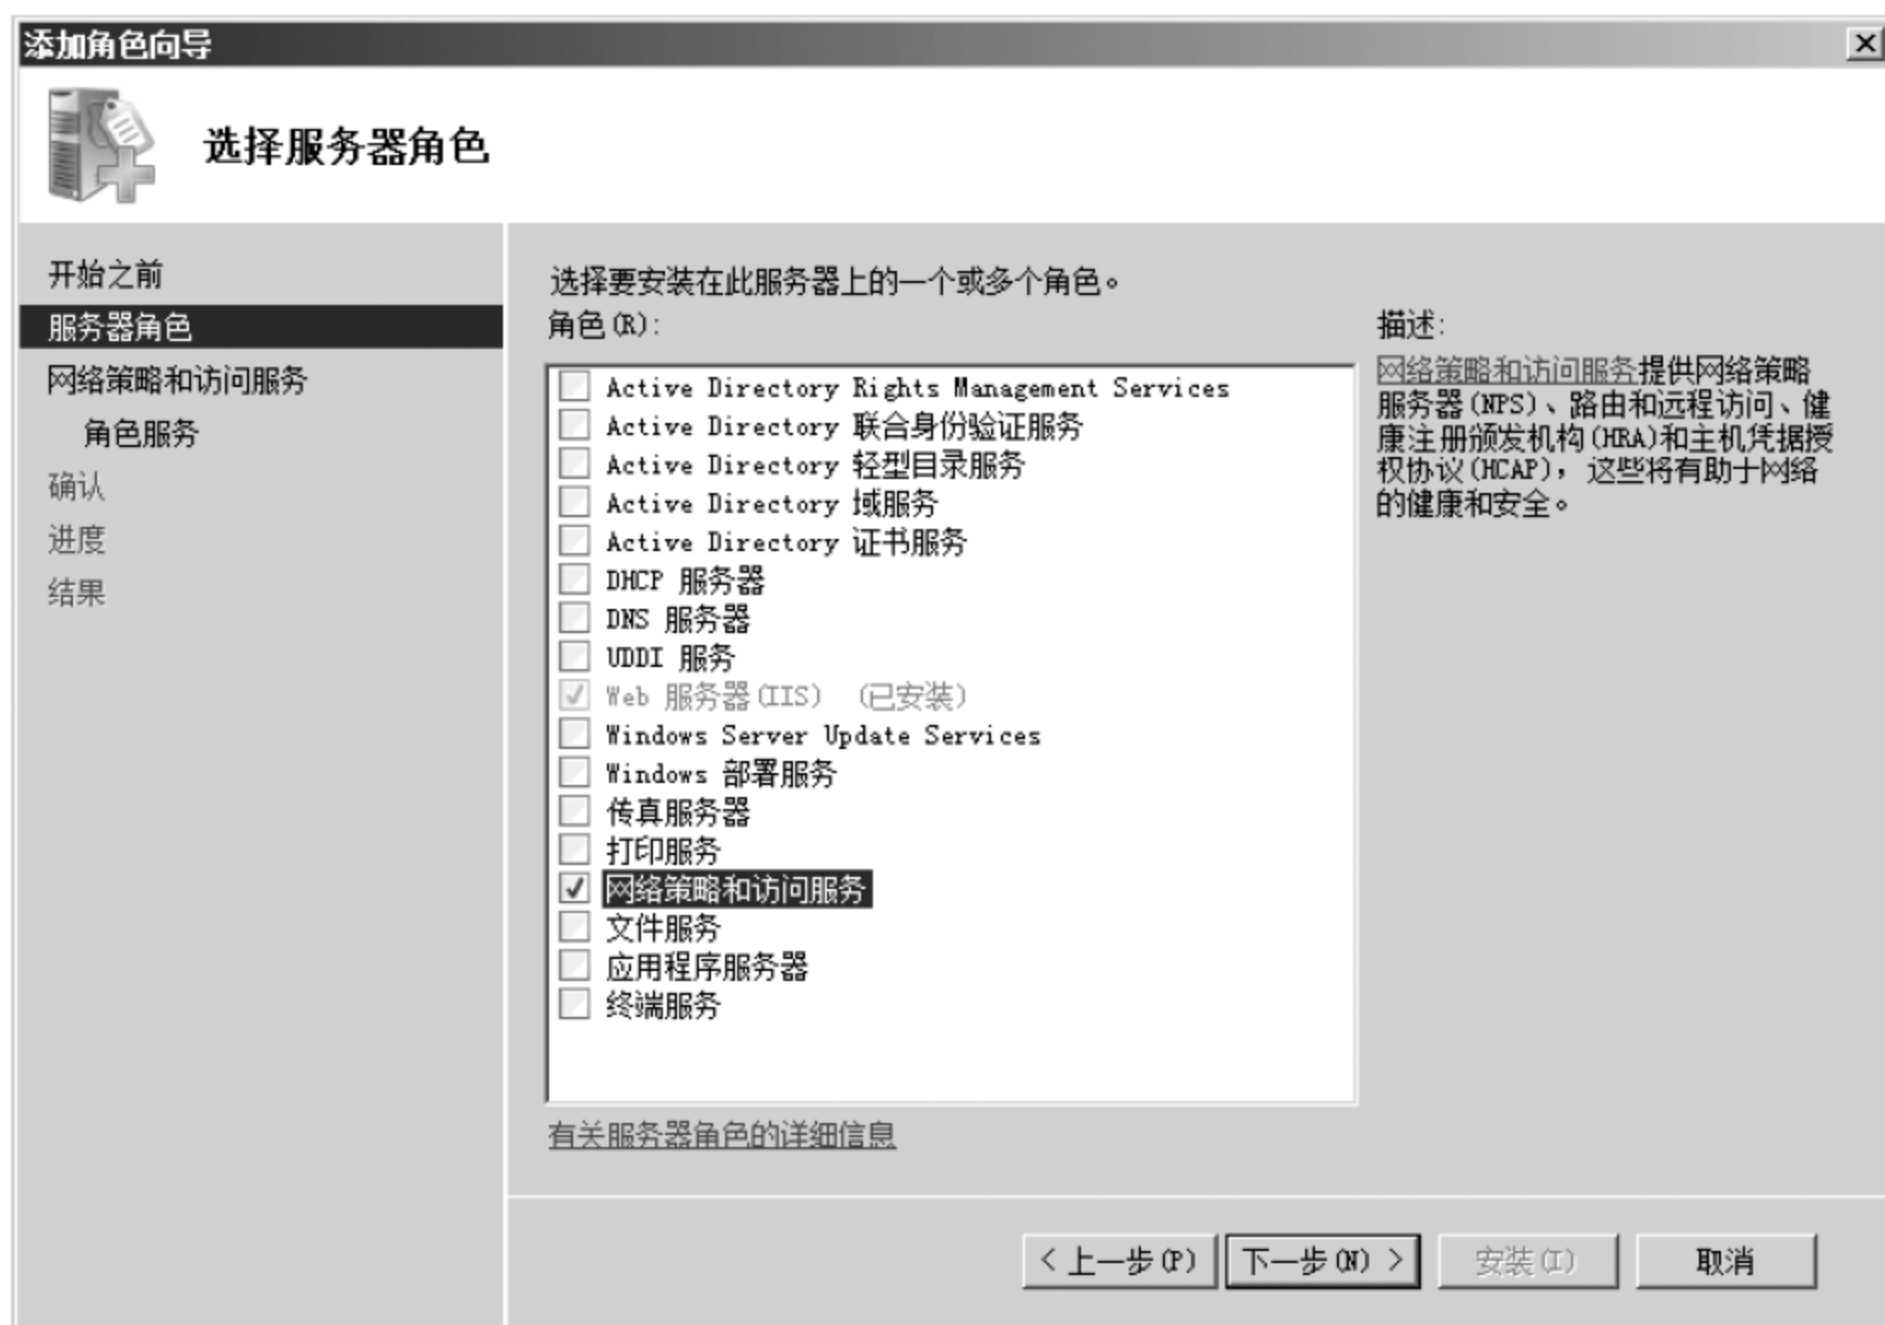 添加角色向导
选择服务器角色
开始之前
服务器角色
网络策略和访问服务
角色服务
确认
进度
结果
选择要安装在此服务器上的一个或多个角色。
角色(R):
Active Directory Rights Management Services
Active Directory 联合身份验证服务
Active Directory 轻型目录服务
Active Directory 域服务
Active Directory 证书服务
DHCP 服务器
DNS 服务器
UDDI 服务
Web 服务器(IIS) (已安装)
Windows Server Update Services
Windows 部署服务
传真服务器
打印服务
网络策略和访问服务
文件服务
应用程序服务器
终端服务
有关服务器角色的详细信息
描述:
网络策略和访问服务提供网络策略
服务器(NPS)、路由和远程访问、健
康注册颁发机构(HRA)和主机凭据授
权协议(HCAP)，这些将有助于网络
的健康和安全。
< 上一步(P)
下一步(N) >
安装(I)
取消